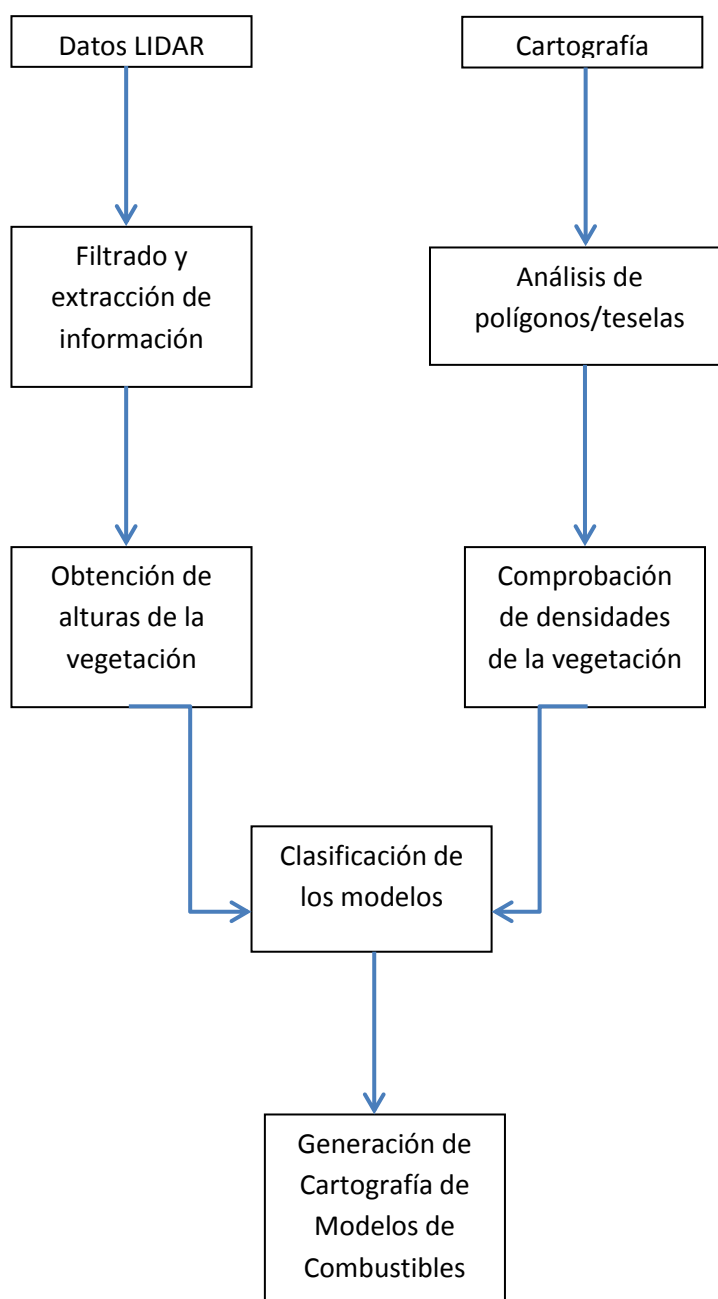 Datos LIDAR
Cartografía
Filtrado y
extracción de
información
Análisis de
polígonos/teselas
Obtención de
alturas de la
vegetación
Comprobación
de densidades
de la vegetación
Clasificación de
los modelos
Generación de
Cartografía de
Modelos de
Combustibles